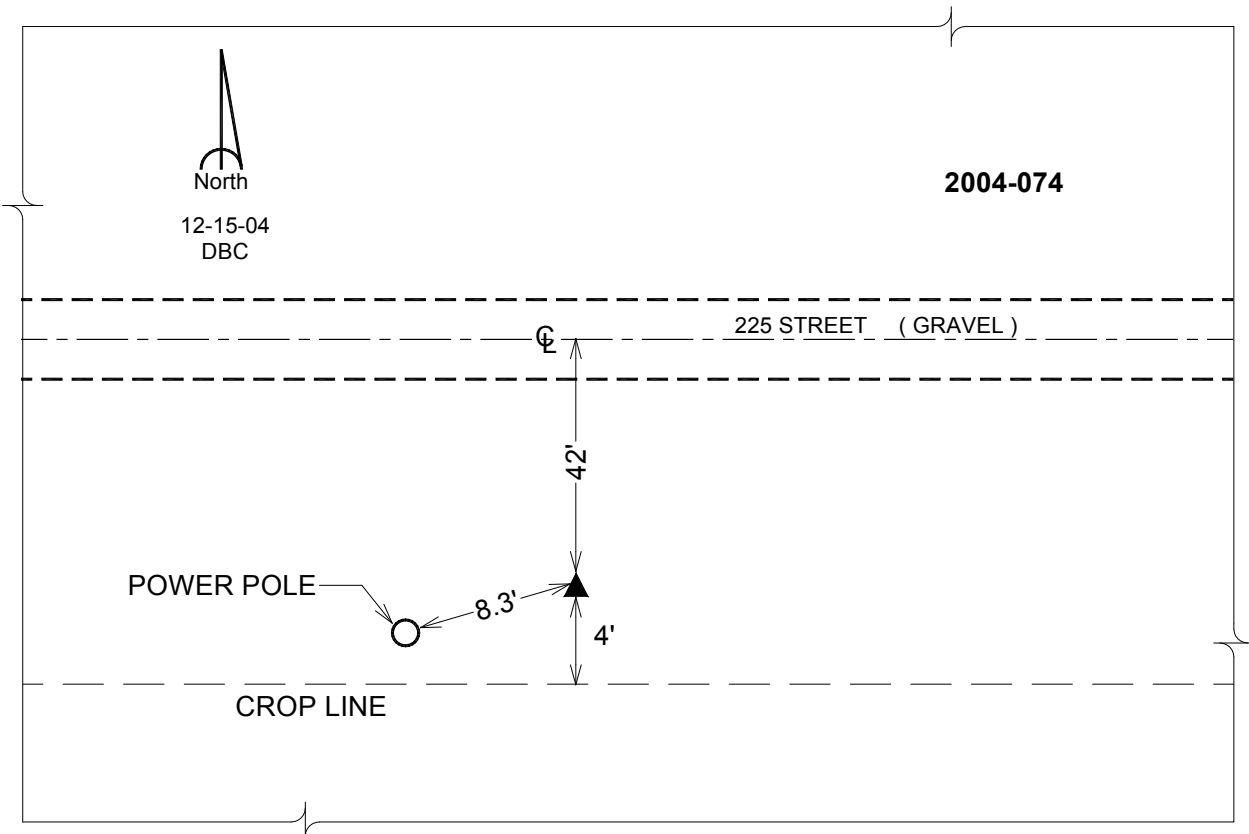 North
12-15-04
DBC
2004-074
225 STREET ( GRAVEL )
℄
42'
POWER POLE
8.3'
4'
CROP LINE